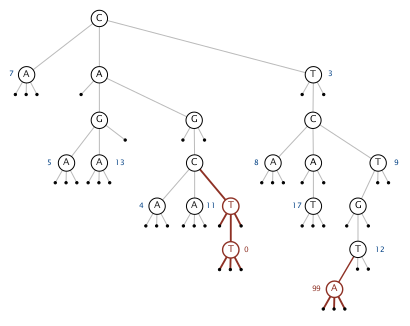 C
7 A A T 3
G G C
5 A A 13 C 8 A A T 9
4 A A 11 T 17 T G
T 0 T 12
99 A